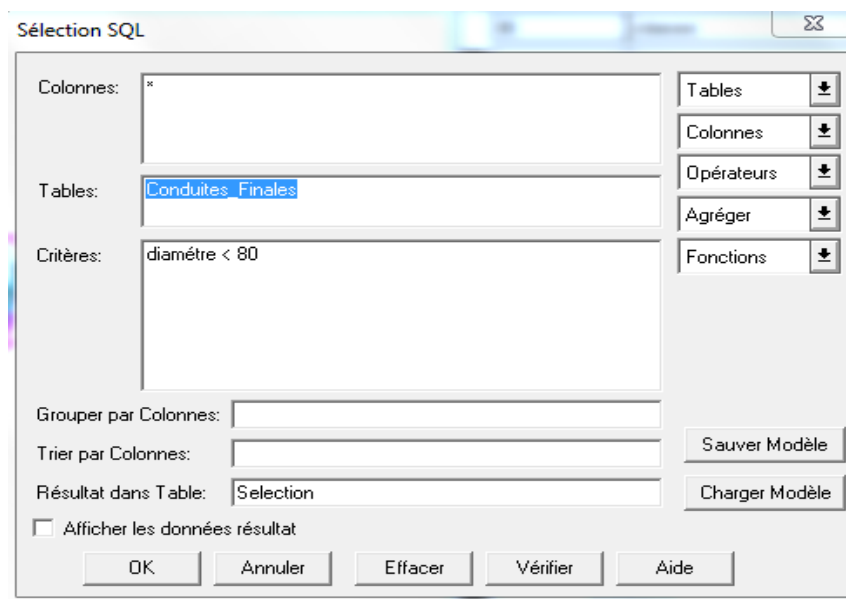 Sélection SQL
Colonnes:
*
Tables
Colonnes
Opérateurs
Tables:
Conduites_Finales
Agréger
Critères:
diamétre < 80
Fonctions
Grouper par Colonnes:
Trier par Colonnes:
Sauver Modèle
Résultat dans Table:
Selection
Charger Modèle
Afficher les données résultat
OK
Annuler
Effacer
Vérifier
Aide